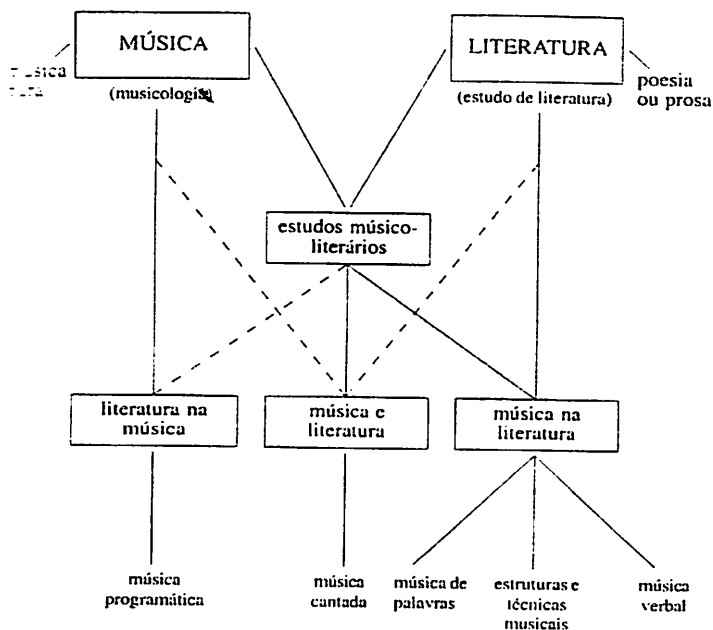 MÚSICA
LITERATURA
(musicologia)
(estudo de literatura)
poesia
ou prosa
estudos músico-
literários
literatura na
música
música e
literatura
música na
literatura
música
programática
música
cantada
música de
palavras
estruturas e
técnicas
musicais
música
verbal